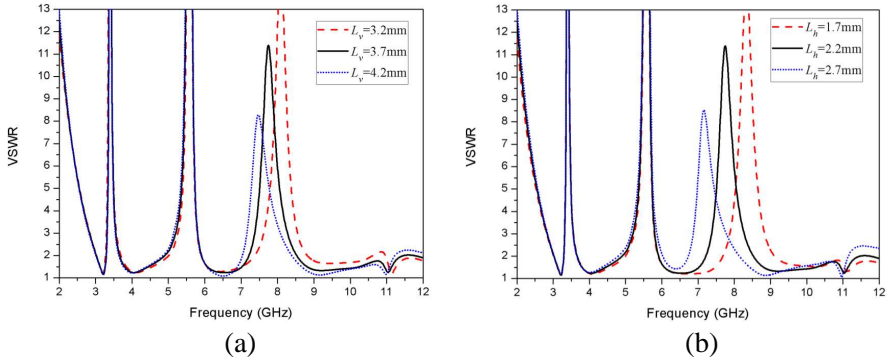 13
12
11
10
9
8
7
6
5
4
3
2
1
VSWR
Lv=3.2mm
Lv=3.7mm
Lv=4.2mm
2 3 4 5 6 7 8 9 10 11 12
Frequency (GHz)
(a)
13
12
11
10
9
8
7
6
5
4
3
2
1
VSWR
Lh=1.7mm
Lh=2.2mm
Lh=2.7mm
2 3 4 5 6 7 8 9 10 11 12
Frequency (GHz)
(b)